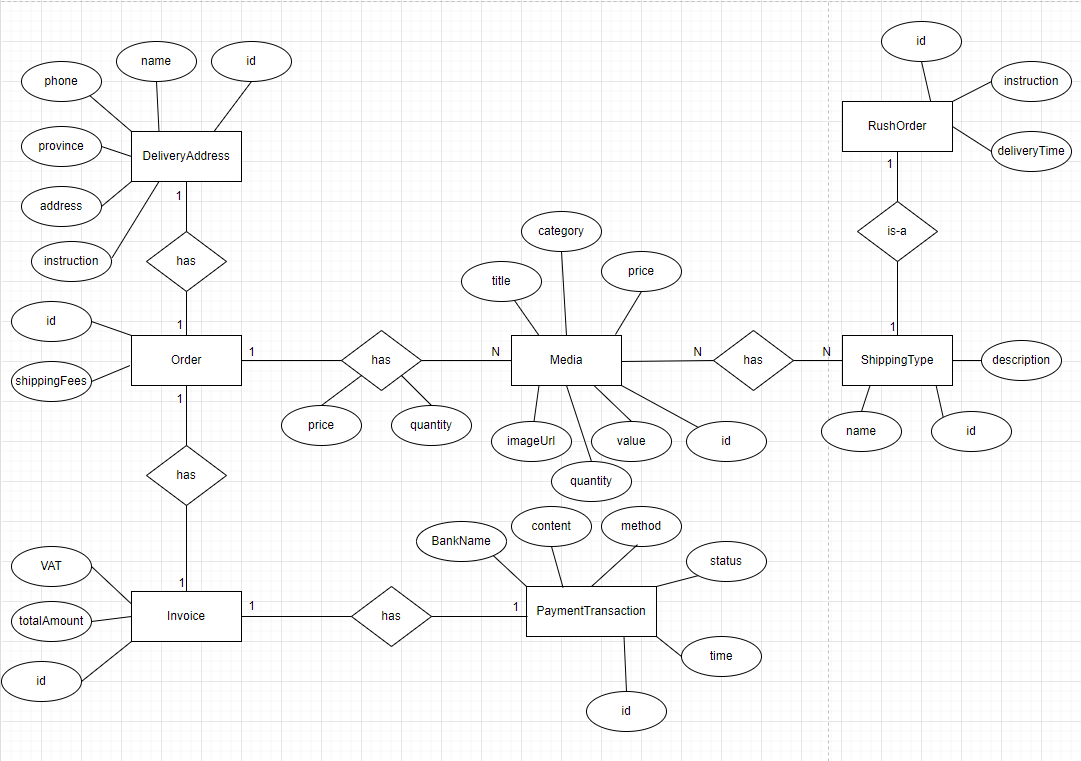 id
name
id
phone
instruction
RushOrder
province
DeliveryAddress
deliveryTime
1
1
address
category
is-a
instruction
has
price
title
id
1
1
Order
1
has
N
Media
N
has
N
ShippingType
description
shippingFees
1
price
quantity
imageUrl
value
id
name
id
has
quantity
BankName
content
method
VAT
status
1
1
1
totalAmount
Invoice
has
PaymentTransaction
time
id
id